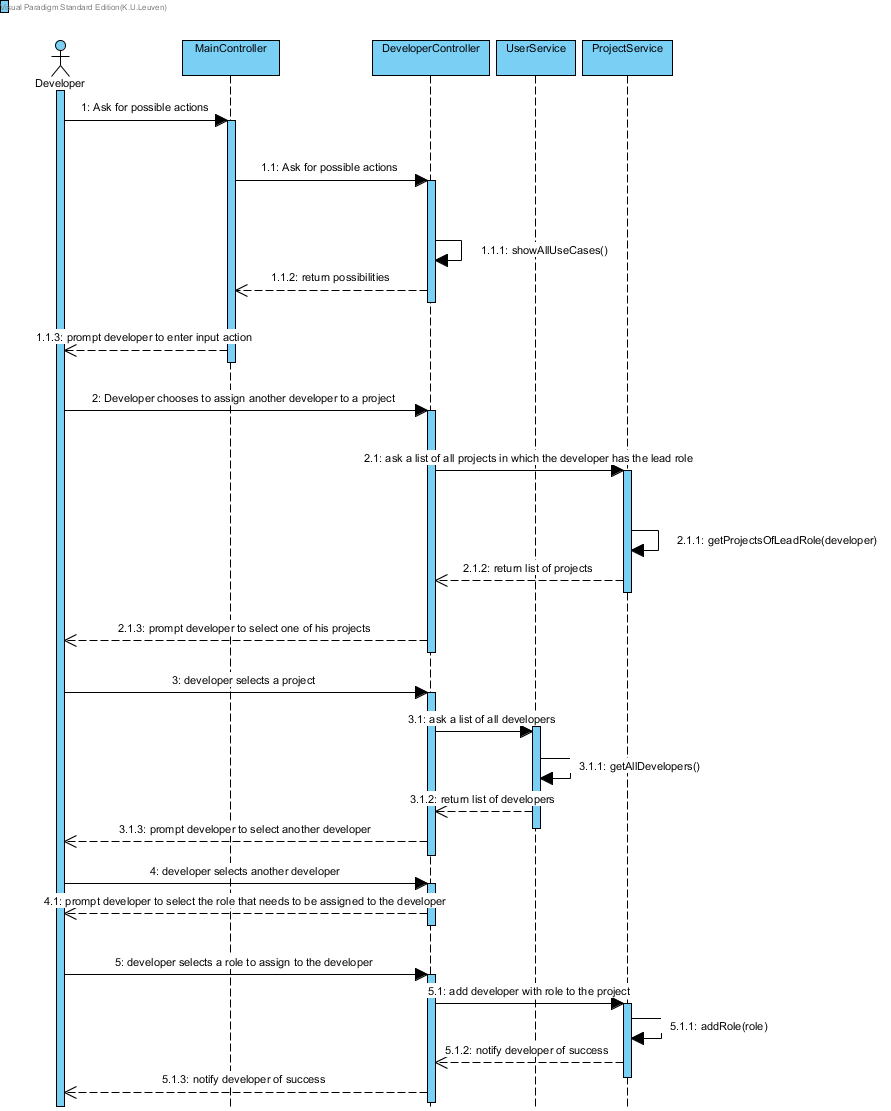 Visual Paradigm Standard Edition(K.U.Leuven)
MainController
DeveloperController
UserService
ProjectService
Developer
1: Ask for possible actions
1.1: Ask for possible actions
1.1.1: showAllUseCases()
1.1.2: return possibilities
1.1.3: prompt developer to enter input action
2: Developer chooses to assign another developer to a project
2.1: ask a list of all projects in which the developer has the lead role
2.1.1: getProjectsOfLeadRole(developer)
2.1.2: return list of projects
2.1.3: prompt developer to select one of his projects
3: developer selects a project
3.1: ask a list of all developers
3.1.1: getAllDevelopers()
3.1.2: return list of developers
3.1.3: prompt developer to select another developer
4: developer selects another developer
4.1: prompt developer to select the role that needs to be assigned to the developer
5: developer selects a role to assign to the developer
5.1: add developer with role to the project
5.1.1: addRole(role)
5.1.2: notify developer of success
5.1.3: notify developer of success